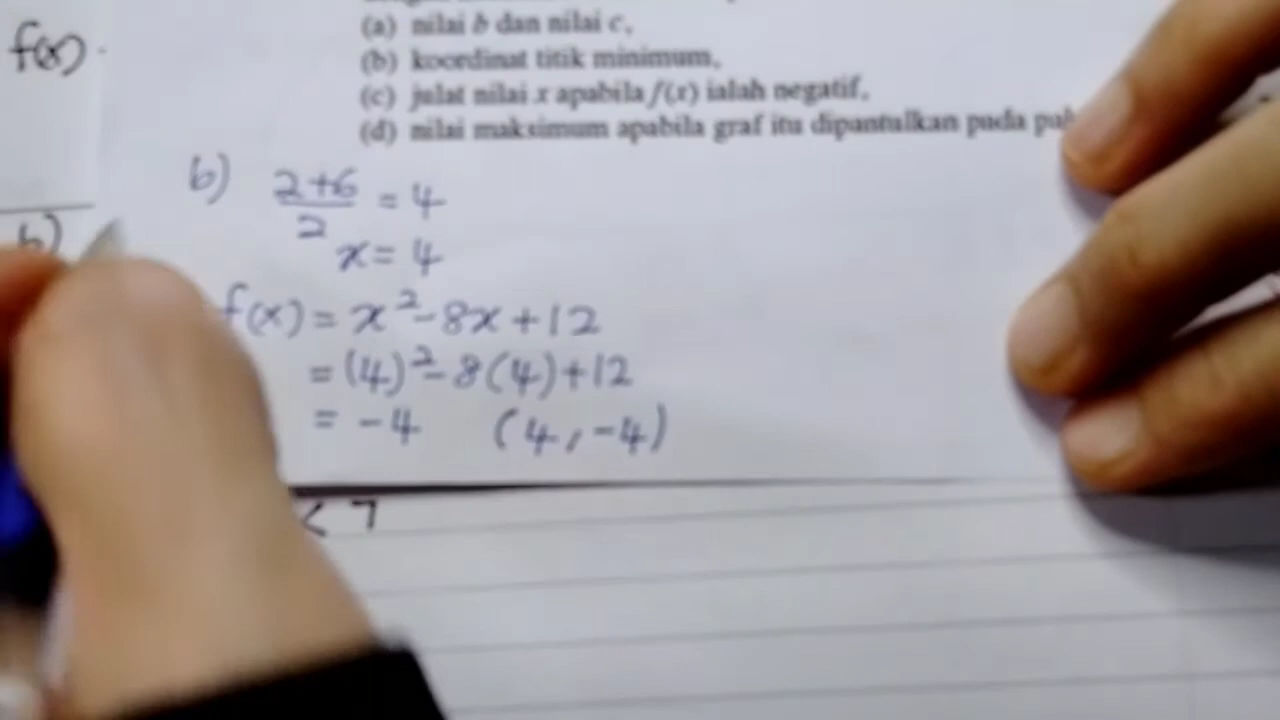 f(x).
(a) nilai b dan nilai c,
(b) koordinat titik minimum,
(c) julat nilai x apabila f(x) ialah negatif,
(d) nilai maksimum apabila graf itu dipantulkan pada
b) 2+6 / 2 = 4
x = 4
f(x) = x² - 8x + 12
= (4)² - 8(4) + 12
= -4 (4, -4)
b)
< 7